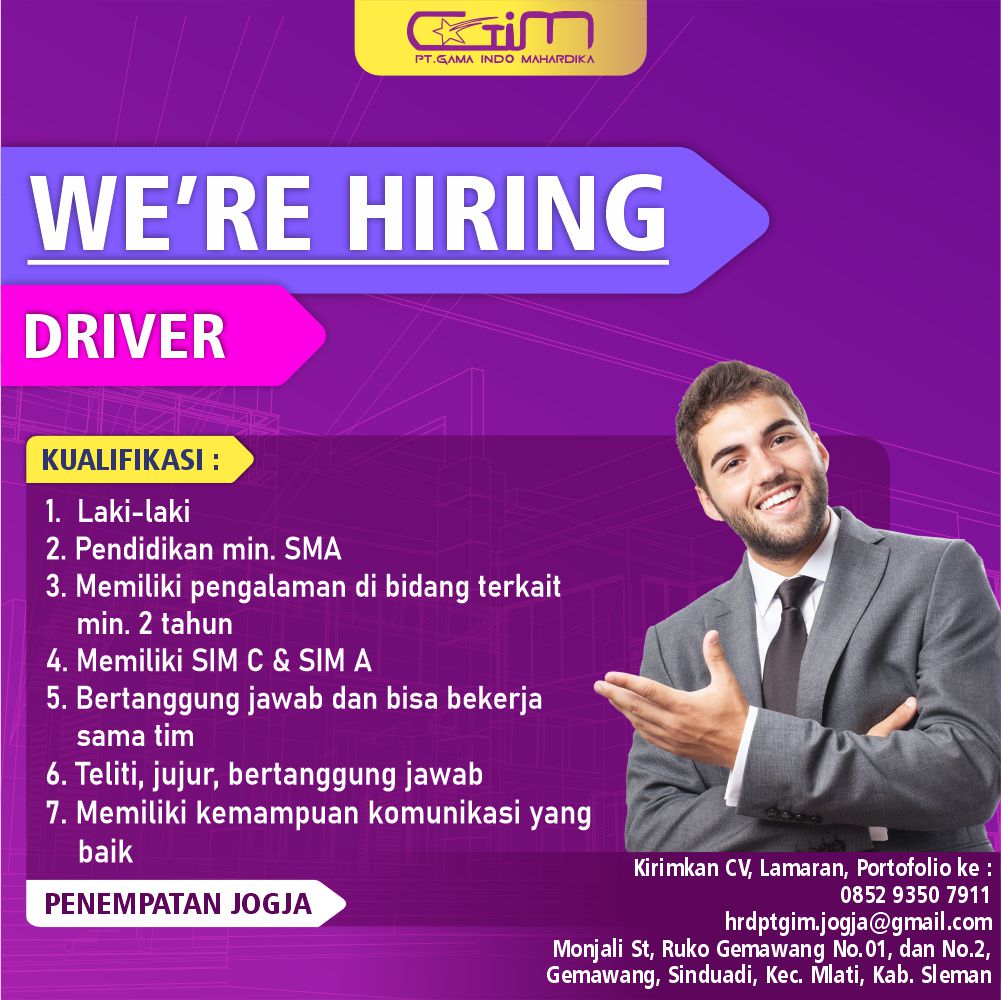 GIM
PT.GAMA INDO MAHARDIKA
WE'RE HIRING
DRIVER
KUALIFIKASI :
1. Laki-laki
2. Pendidikan min. SMA
3. Memiliki pengalaman di bidang terkait
min. 2 tahun
4. Memiliki SIM C & SIM A
5. Bertanggung jawab dan bisa bekerja
sama tim
6. Teliti, jujur, bertanggung jawab
7. Memiliki kemampuan komunikasi yang
baik
PENEMPATAN JOGJA
Kirimkan CV, Lamaran, Portofolio ke :
0852 9350 7911
hrdptgim.jogja@gmail.com
Monjali St, Ruko Gemawang No.01, dan No.2,
Gemawang, Sinduadi, Kec. Mlati, Kab. Sleman